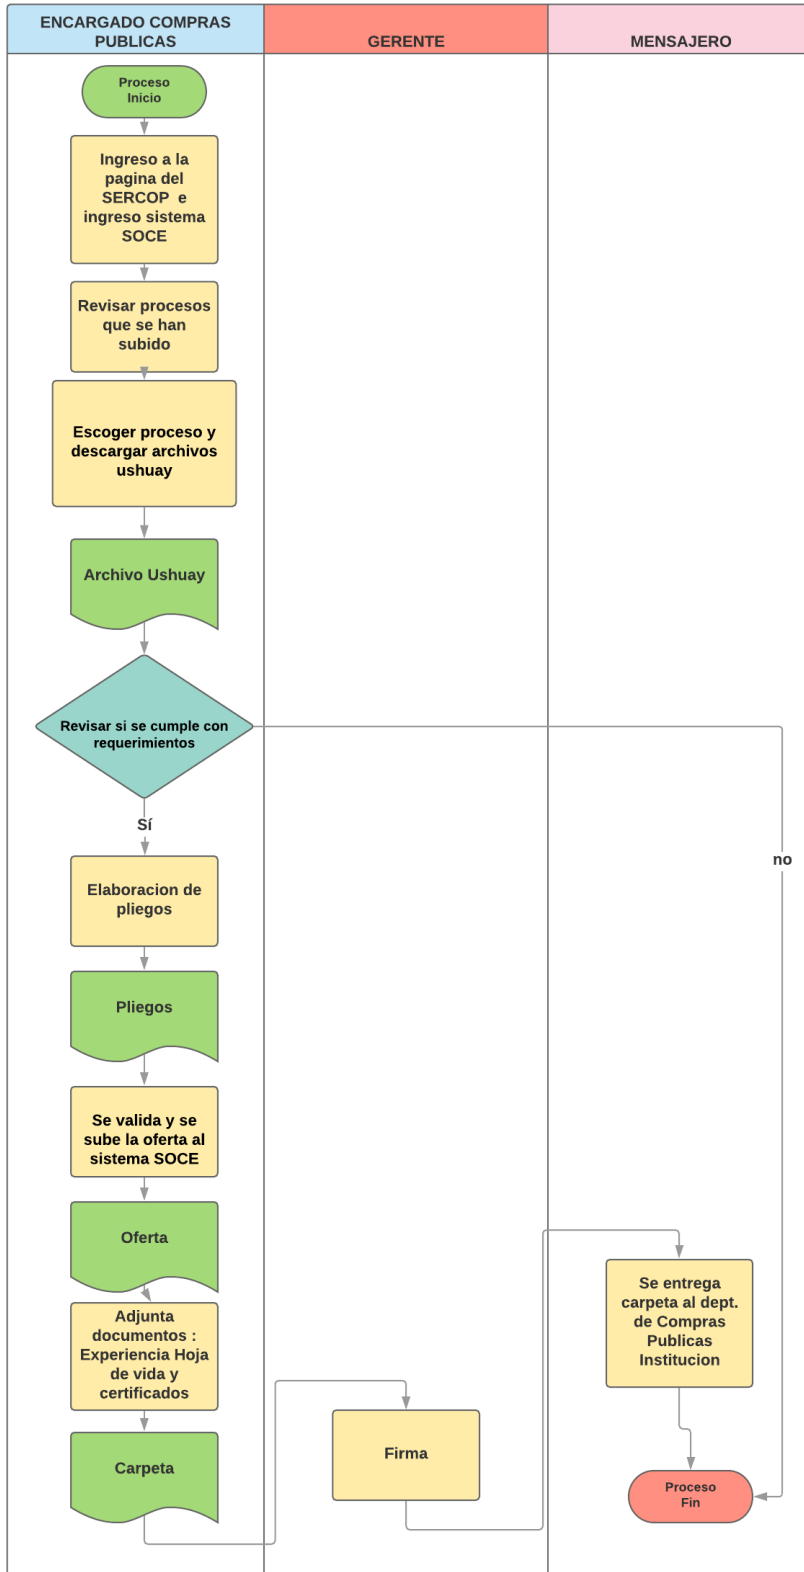 ENCARGADO COMPRAS
PUBLICAS
GERENTE
MENSAJERO
Proceso
Inicio
Ingreso a la
pagina del
SERCOP e
ingreso sistema
SOCE
Revisar procesos
que se han
subido
Escoger proceso y
descargar archivos
ushuay
Archivo Ushuay
Revisar si se cumple con
requerimientos
Sí
no
Elaboracion de
pliegos
Pliegos
Se valida y se
sube la oferta al
sistema SOCE
Oferta
Adjunta
documentos :
Experiencia Hoja
de vida y
certificados
Carpeta
Firma
Se entrega
carpeta al dept.
de Compras
Publicas
Institucion
Proceso
Fin